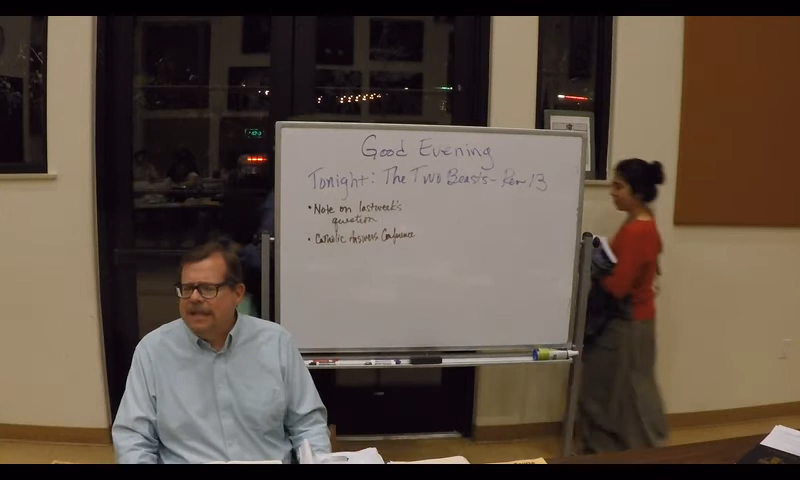 Good Evening
Tonight: The Two Beasts - Rev 13
• Note on last week's
question
• Catholic Answers Conference